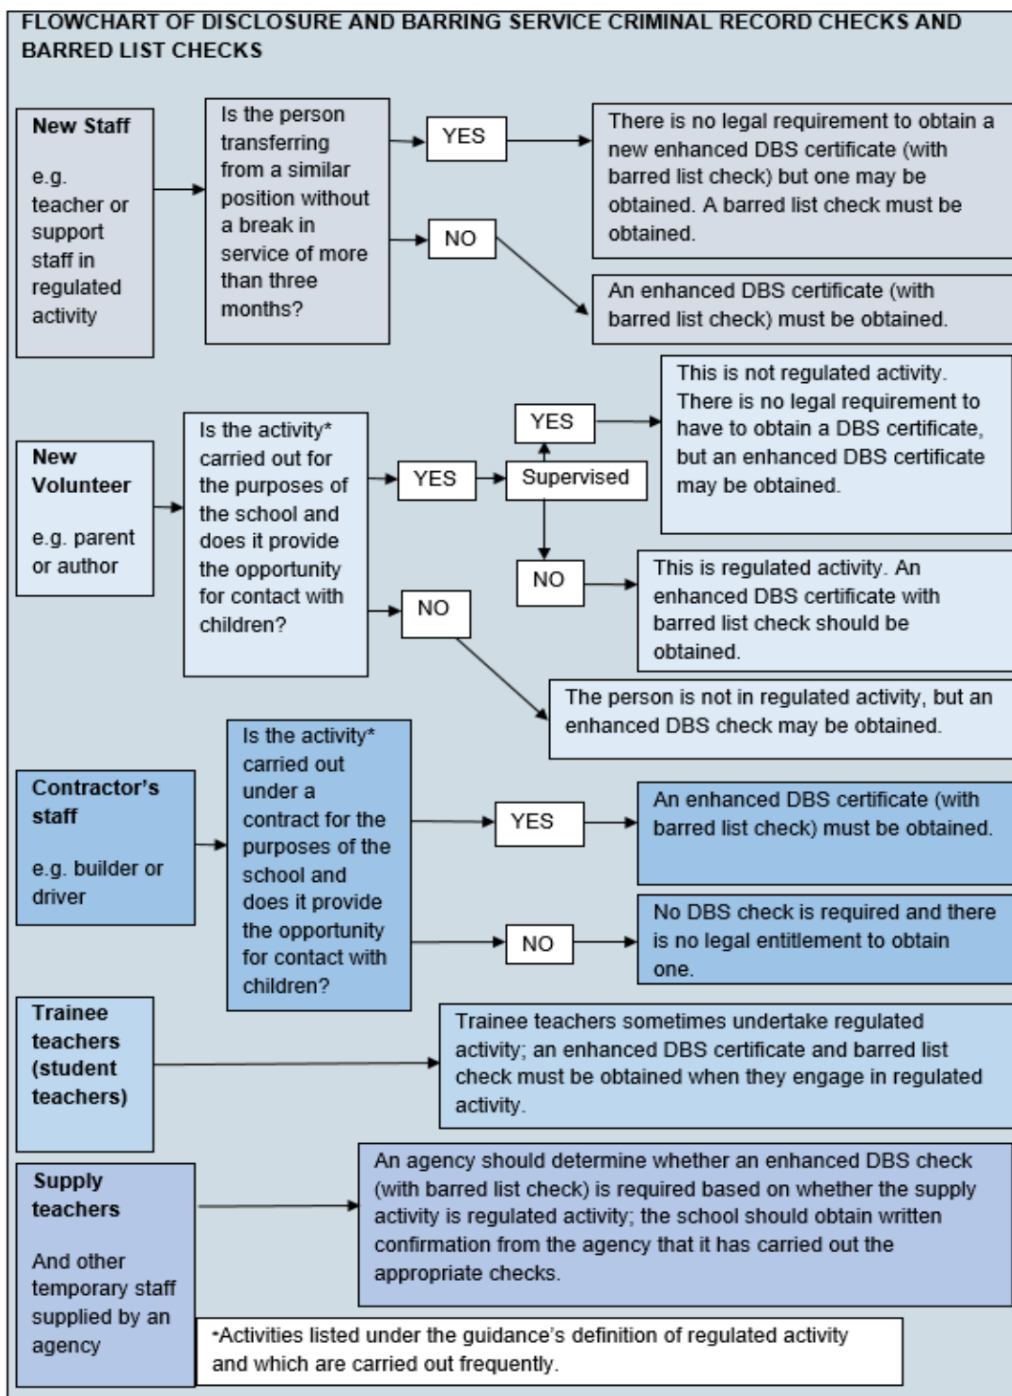 FLOWCHART OF DISCLOSURE AND BARRING SERVICE CRIMINAL RECORD CHECKS AND
BARRED LIST CHECKS
New Staff
e.g.
teacher or
support
staff in
regulated
activity
Is the person
transferring
from a similar
position without
a break in
service of more
than three
months?
YES
There is no legal requirement to obtain a
new enhanced DBS certificate (with
barred list check) but one may be
obtained. A barred list check must be
obtained.
NO
An enhanced DBS certificate (with
barred list check) must be obtained.
New
Volunteer
e.g. parent
or author
Is the activity*
carried out for
the purposes of
the school and
does it provide
the opportunity
for contact with
children?
YES
Supervised
YES
This is not regulated activity.
There is no legal requirement to
have to obtain a DBS certificate,
but an enhanced DBS certificate
may be obtained.
NO
This is regulated activity. An
enhanced DBS certificate with
barred list check should be
obtained.
NO
The person is not in regulated activity, but an
enhanced DBS check may be obtained.
Contractor's
staff
e.g. builder or
driver
Is the activity*
carried out
under a
contract for the
purposes of the
school and
does it provide
the opportunity
for contact with
children?
YES
An enhanced DBS certificate (with
barred list check) must be obtained.
NO
No DBS check is required and there
is no legal entitlement to obtain
one.
Trainee
teachers
(student
teachers)
Trainee teachers sometimes undertake regulated
activity; an enhanced DBS certificate and barred list
check must be obtained when they engage in regulated
activity.
Supply
teachers
And other
temporary staff
supplied by an
agency
An agency should determine whether an enhanced DBS check
(with barred list check) is required based on whether the supply
activity is regulated activity; the school should obtain written
confirmation from the agency that it has carried out the
appropriate checks.
*Activities listed under the guidance's definition of regulated activity
and which are carried out frequently.